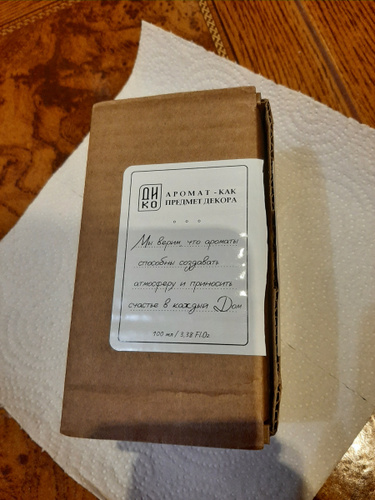 ДИ
КО
АРОМАТ - КАК
ПРЕДМЕТ ДЕКОРА
Мы верим, что ароматы
способны создавать
атмосферу и приносить
счастье в каждый Дом
100 мл / 3.38 Fl Oz